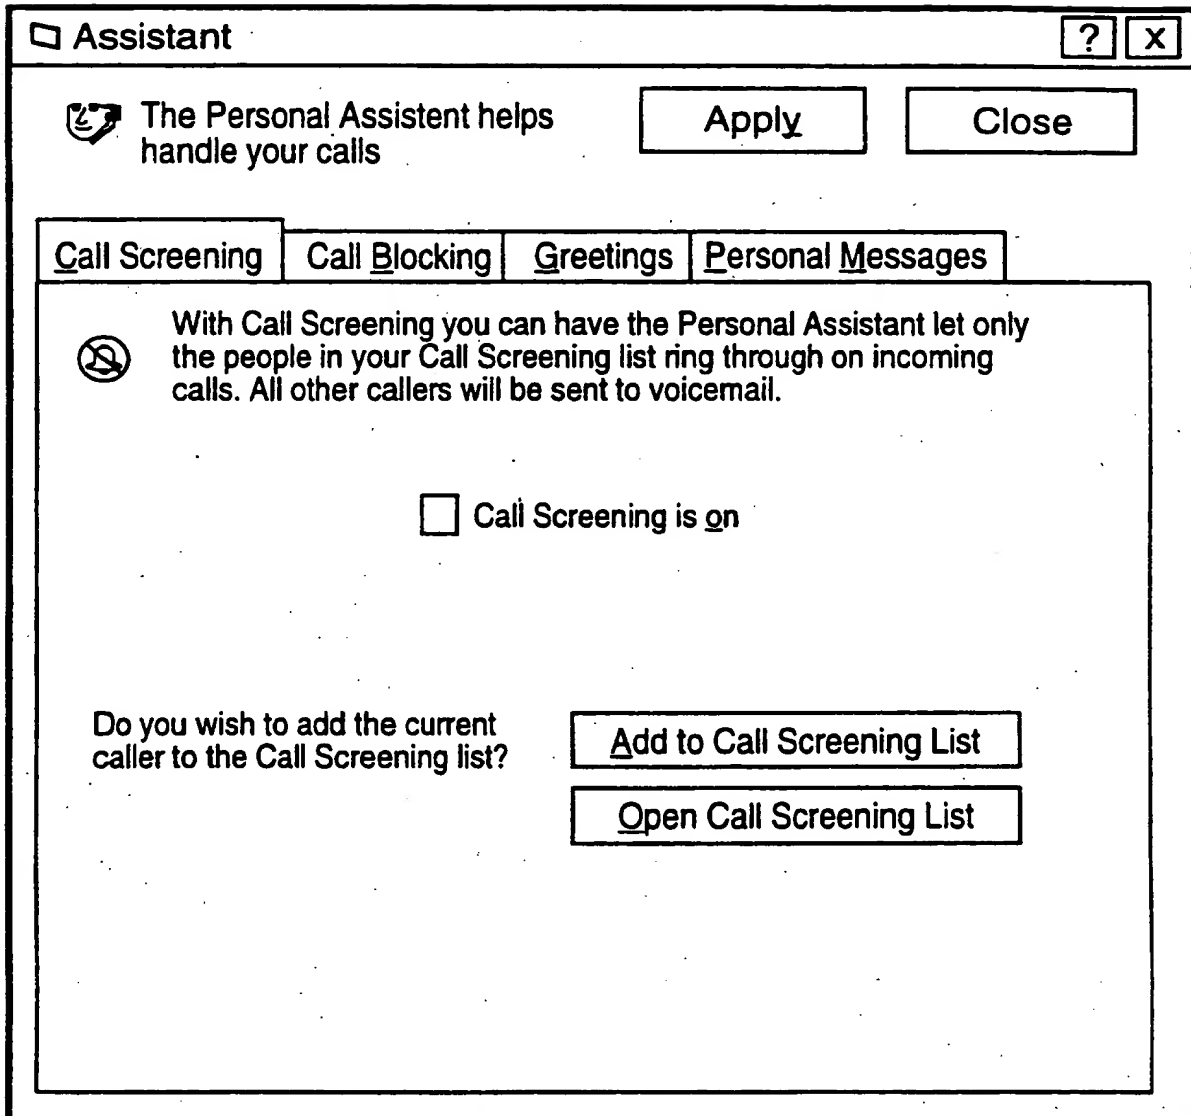 Assistant ? X
The Personal Assistent helps
handle your calls
Apply Close
Call Screening Call Blocking Greetings Personal Messages
With Call Screening you can have the Personal Assistant let only
the people in your Call Screening list ring through on incoming
calls. All other callers will be sent to voicemail.
Call Screening is on
Do you wish to add the current
caller to the Call Screening list?
Add to Call Screening List
Open Call Screening List